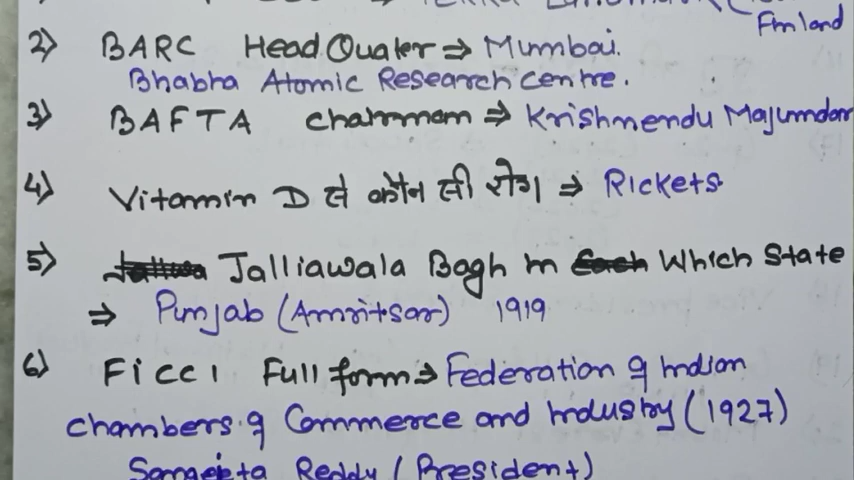 Finland
2) BARC Head Quater ⇒ Mumbai.
Bhabha Atomic Research Centre.
3) BAFTA chairman ⇒ Krishnendu Majumdar
4) Vitamin D से कौन सी रोग ⇒ Rickets
5) Jalliawala Bagh in Which State
⇒ Punjab (Amritsar) 1919
6) FICCI Full form ⇒ Federation of Indian
chambers of Commerce and Industry (1927)
Sangeeta Reddy (President)